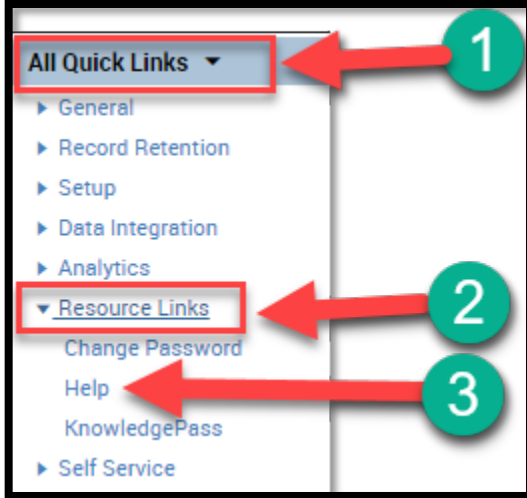 All Quick Links
1
General
Record Retention
Setup
Data Integration
Analytics
Resource Links
2
Change Password
Help
3
KnowledgePass
Self Service